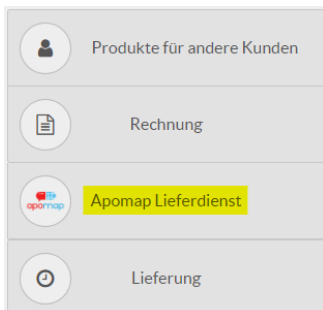 Produkte für andere Kunden
Rechnung
apomap
Apomap Lieferdienst
Lieferung